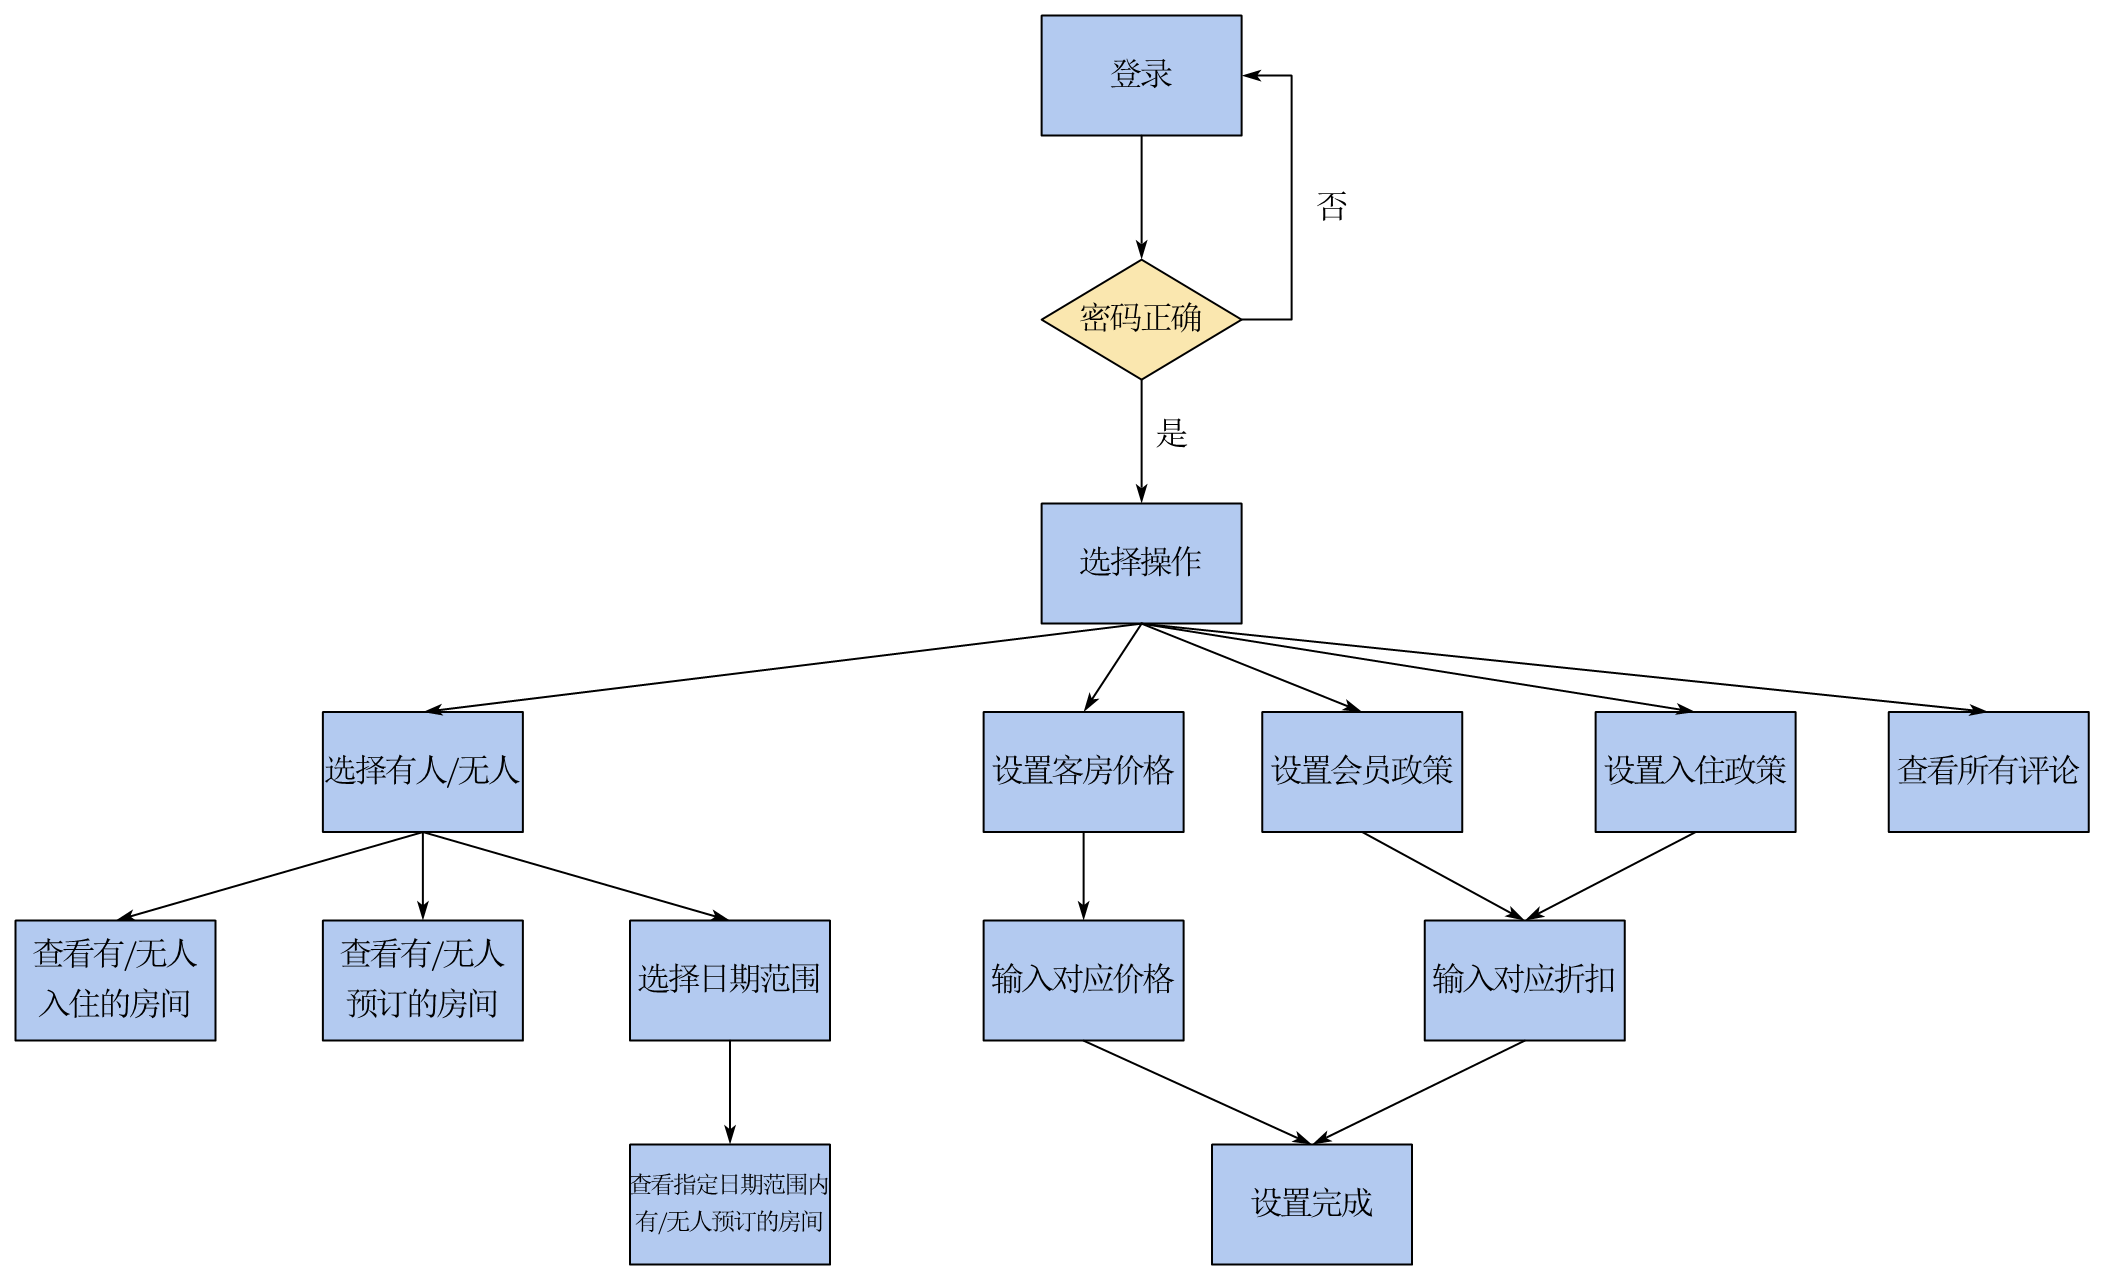 登录
否
密码正确
是
选择操作
选择有人/无人
设置客房价格
设置会员政策
设置入住政策
查看所有评论
查看有/无人
入住的房间
查看有/无人
预订的房间
选择日期范围
输入对应价格
输入对应折扣
查看指定日期范围内
有/无人预订的房间
设置完成